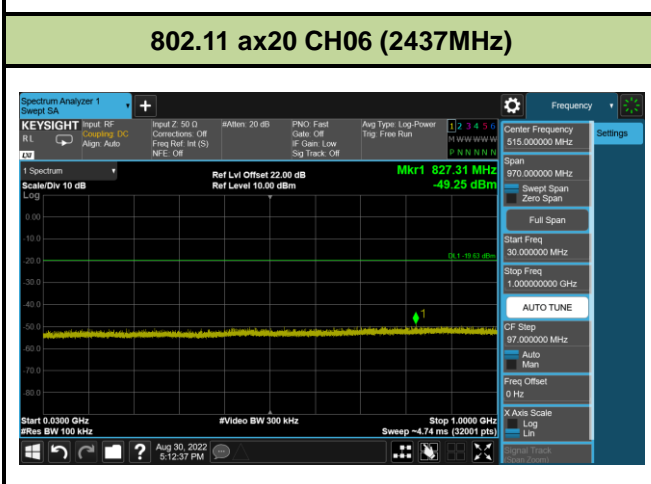 802.11 ax20 CH06 (2437MHz)
Spectrum Analyzer 1
Swept SA
+
Frequency
KEYSIGHT
RL
LXI
Input: RF
Coupling: DC
Align: Auto
Input Z: 50 Ω
Corrections: Off
Freq Ref: Int (S)
NFE: Off
#Atten: 20 dB
PNO: Fast
Gate: Off
IF Gain: Low
Sig Track: Off
Avg Type: Log-Power
Trig: Free Run
1 2 3 4 5 6
M W W W W W
P N N N N N
1 Spectrum
Scale/Div 10 dB
Ref Lvl Offset 22.00 dB
Ref Level 10.00 dBm
Mkr1 827.31 MHz
-49.25 dBm
Log
0.00
-10.0
-20.0
-30.0
-40.0
-50.0
-60.0
-70.0
-80.0
DL1 -19.63 dBm
1
Start 0.0300 GHz
#Res BW 100 kHz
#Video BW 300 kHz
Stop 1.0000 GHz
Sweep ~4.74 ms (32001 pts)
Aug 30, 2022
5:12:37 PM
?
Center Frequency
515.000000 MHz
Span
970.000000 MHz
Swept Span
Zero Span
Full Span
Start Freq
30.000000 MHz
Stop Freq
1.000000000 GHz
AUTO TUNE
CF Step
97.000000 MHz
Auto
Man
Freq Offset
0 Hz
X Axis Scale
Log
Lin
Signal Track
(Span Zoom)
Settings